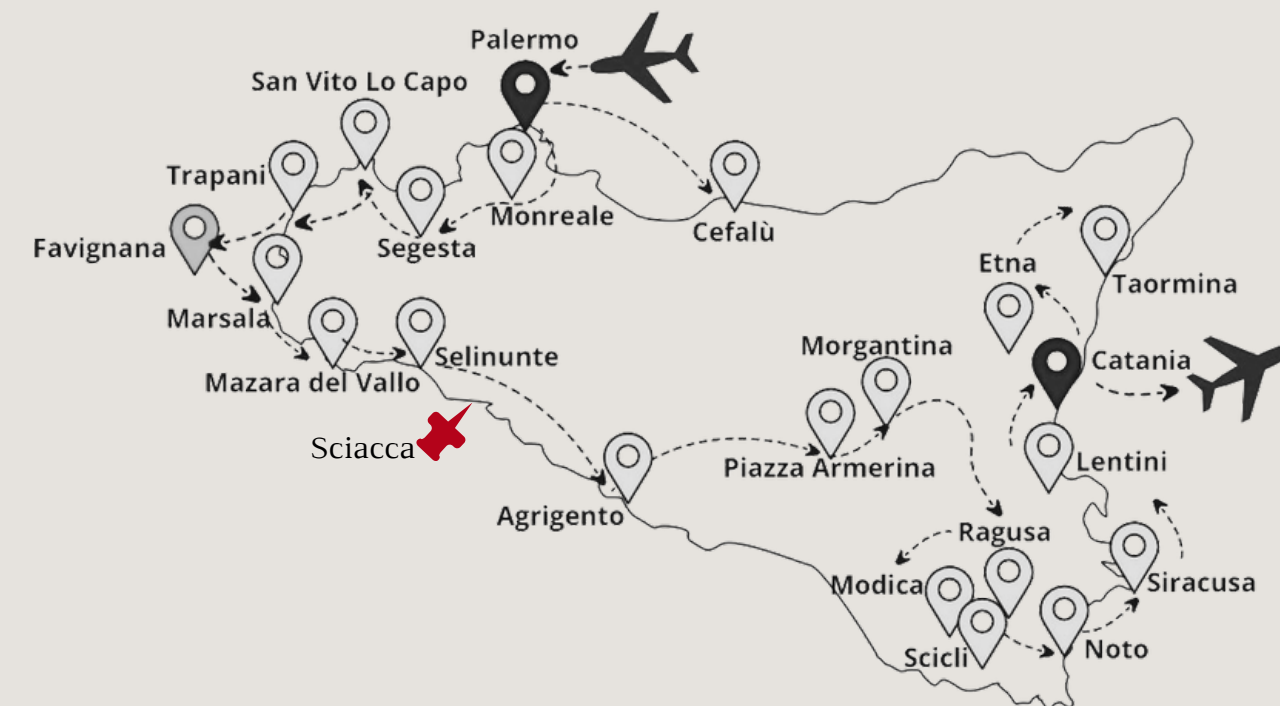 Palermo
San Vito Lo Capo
Trapani
Monreale
Cefalù
Favignana
Segesta
Etna
Taormina
Marsala
Morgantina
Selinunte
Catania
Mazara del Vallo
Sciacca
Piazza Armerina
Lentini
Agrigento
Ragusa
Modica
Siracusa
Scicli
Noto